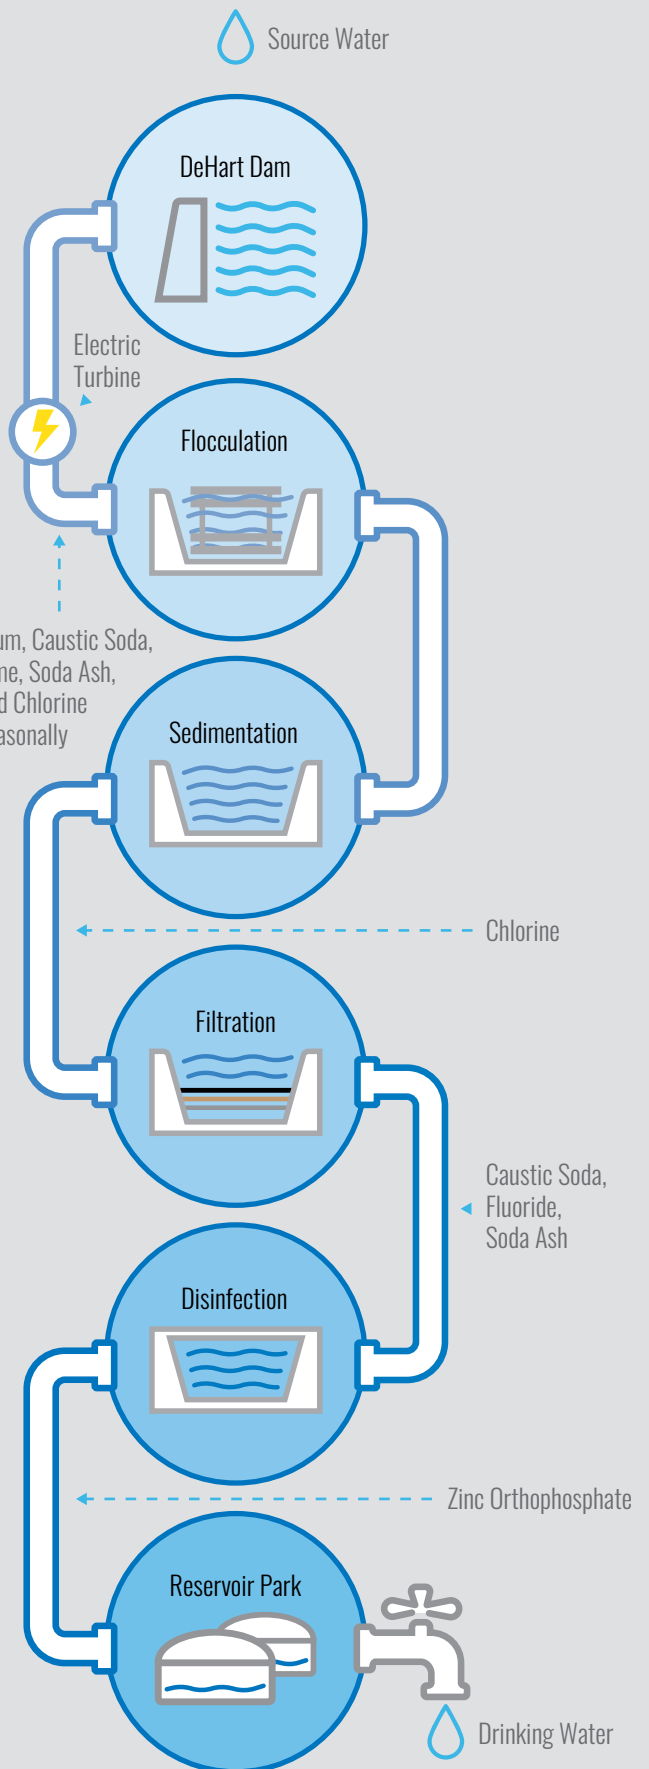 Source Water
DeHart Dam
Electric
Turbine
Flocculation
um, Caustic Soda,
me, Soda Ash,
d Chlorine
asonally
Sedimentation
Chlorine
Filtration
Caustic Soda,
Fluoride,
Soda Ash
Disinfection
Zinc Orthophosphate
Reservoir Park
Drinking Water